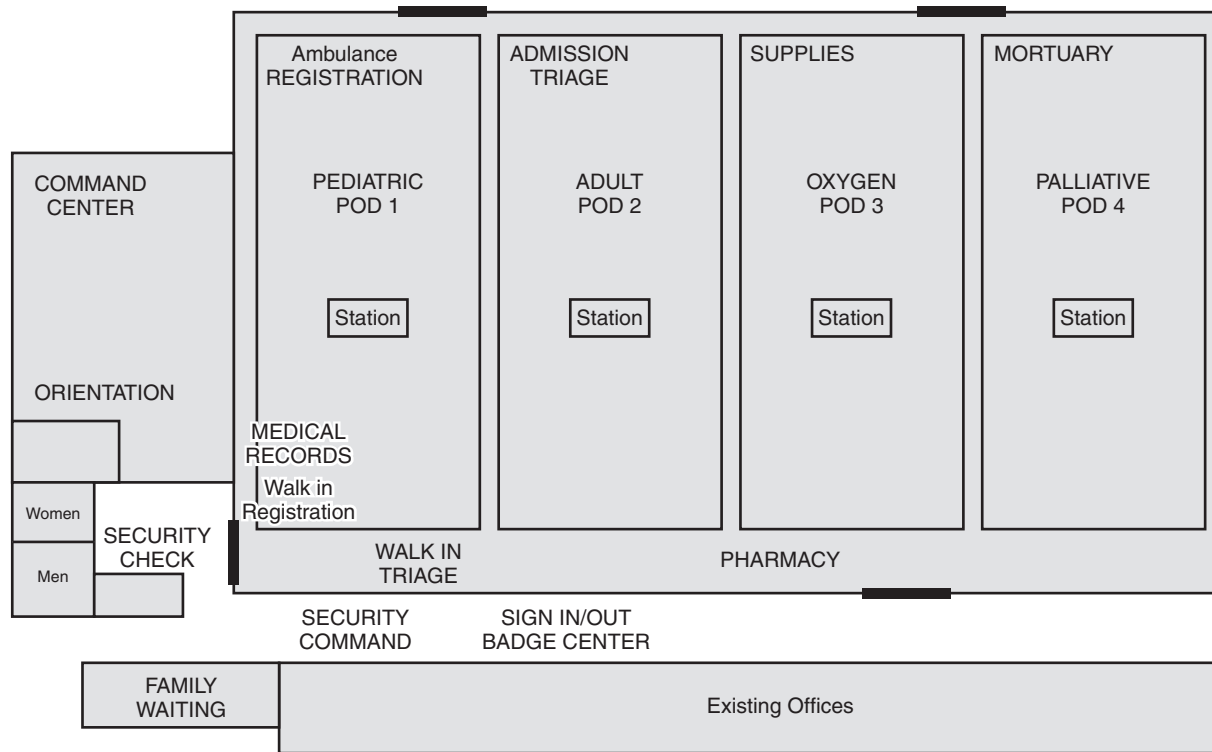 Ambulance
REGISTRATION
ADMISSION
TRIAGE
SUPPLIES
MORTUARY
COMMAND
CENTER
PEDIATRIC
POD 1
ADULT
POD 2
OXYGEN
POD 3
PALLIATIVE
POD 4
Station
Station
Station
Station
ORIENTATION
MEDICAL
RECORDS
Walk in
Registration
Women
SECURITY
CHECK
Men
WALK IN
TRIAGE
PHARMACY
SECURITY
COMMAND
SIGN IN/OUT
BADGE CENTER
FAMILY
WAITING
Existing Offices